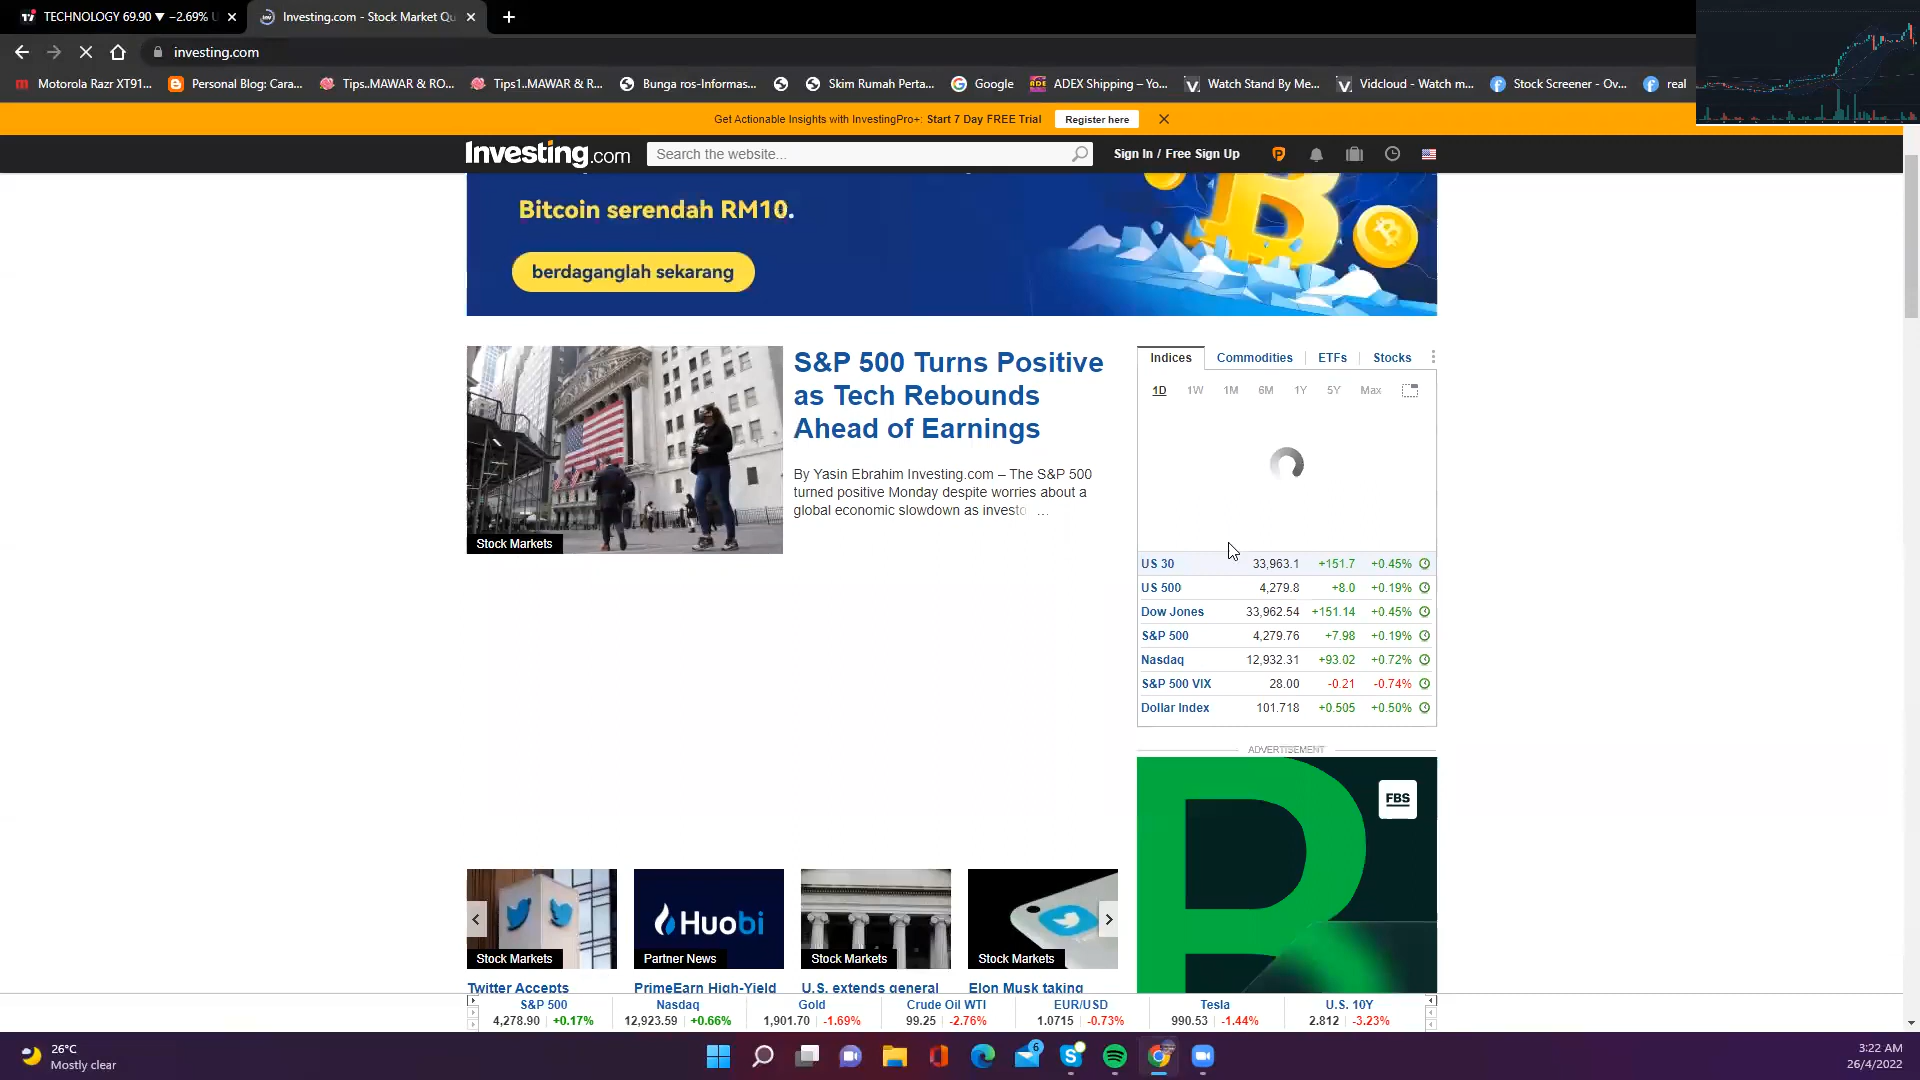 TECHNOLOGY 69.90 ▼ −2.69%
Investing.com - Stock Market Qu
investing.com
Motorola Razr XT91... Personal Blog: Cara... Tips..MAWAR & RO... Tips1..MAWAR & R... Bunga ros-Informas... Skim Rumah Perta... Google ADEX Shipping – Yo... Watch Stand By Me... Vidcloud - Watch m... Stock Screener - Ov... real
Get Actionable Insights with InvestingPro+: Start 7 Day FREE Trial Register here
Investing.com Search the website... Sign In / Free Sign Up
Bitcoin serendah RM10.
berdaganglah sekarang
S&P 500 Turns Positive
as Tech Rebounds
Ahead of Earnings
By Yasin Ebrahim Investing.com – The S&P 500
turned positive Monday despite worries about a
global economic slowdown as investo ...
Stock Markets
Indices Commodities ETFs Stocks
1D 1W 1M 6M 1Y 5Y Max
US 30 33,963.1 +151.7 +0.45%
US 500 4,279.8 +8.0 +0.19%
Dow Jones 33,962.54 +151.14 +0.45%
S&P 500 4,279.76 +7.98 +0.19%
Nasdaq 12,932.31 +93.02 +0.72%
S&P 500 VIX 28.00 -0.21 -0.74%
Dollar Index 101.718 +0.505 +0.50%
ADVERTISEMENT
FBS
Huobi
Stock Markets Partner News Stock Markets Stock Markets
Twitter Accepts PrimeEarn High-Yield U.S. extends general Elon Musk taking
S&P 500 Nasdaq Gold Crude Oil WTI EUR/USD Tesla U.S. 10Y
4,278.90 +0.17% 12,923.59 +0.66% 1,901.70 -1.69% 99.25 -2.76% 1.0715 -0.73% 990.53 -1.44% 2.812 -3.23%
26°C
Mostly clear
6
3:22 AM
26/4/2022